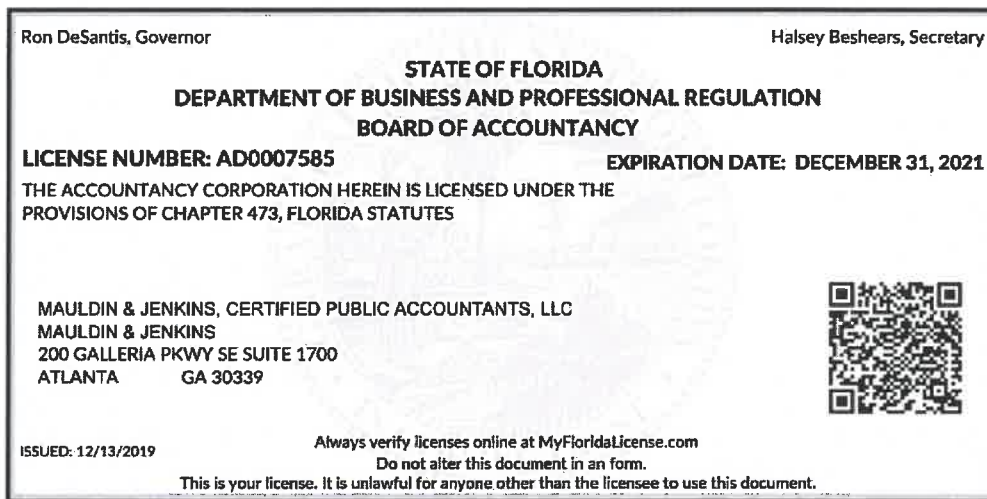 Ron DeSantis, Governor
Halsey Beshears, Secretary
STATE OF FLORIDA
DEPARTMENT OF BUSINESS AND PROFESSIONAL REGULATION
BOARD OF ACCOUNTANCY
LICENSE NUMBER: AD0007585
EXPIRATION DATE: DECEMBER 31, 2021
THE ACCOUNTANCY CORPORATION HEREIN IS LICENSED UNDER THE
PROVISIONS OF CHAPTER 473, FLORIDA STATUTES
MAULDIN & JENKINS, CERTIFIED PUBLIC ACCOUNTANTS, LLC
MAULDIN & JENKINS
200 GALLERIA PKWY SE SUITE 1700
ATLANTA GA 30339
ISSUED: 12/13/2019
Always verify licenses online at MyFloridaLicense.com
Do not alter this document in an form.
This is your license. It is unlawful for anyone other than the licensee to use this document.